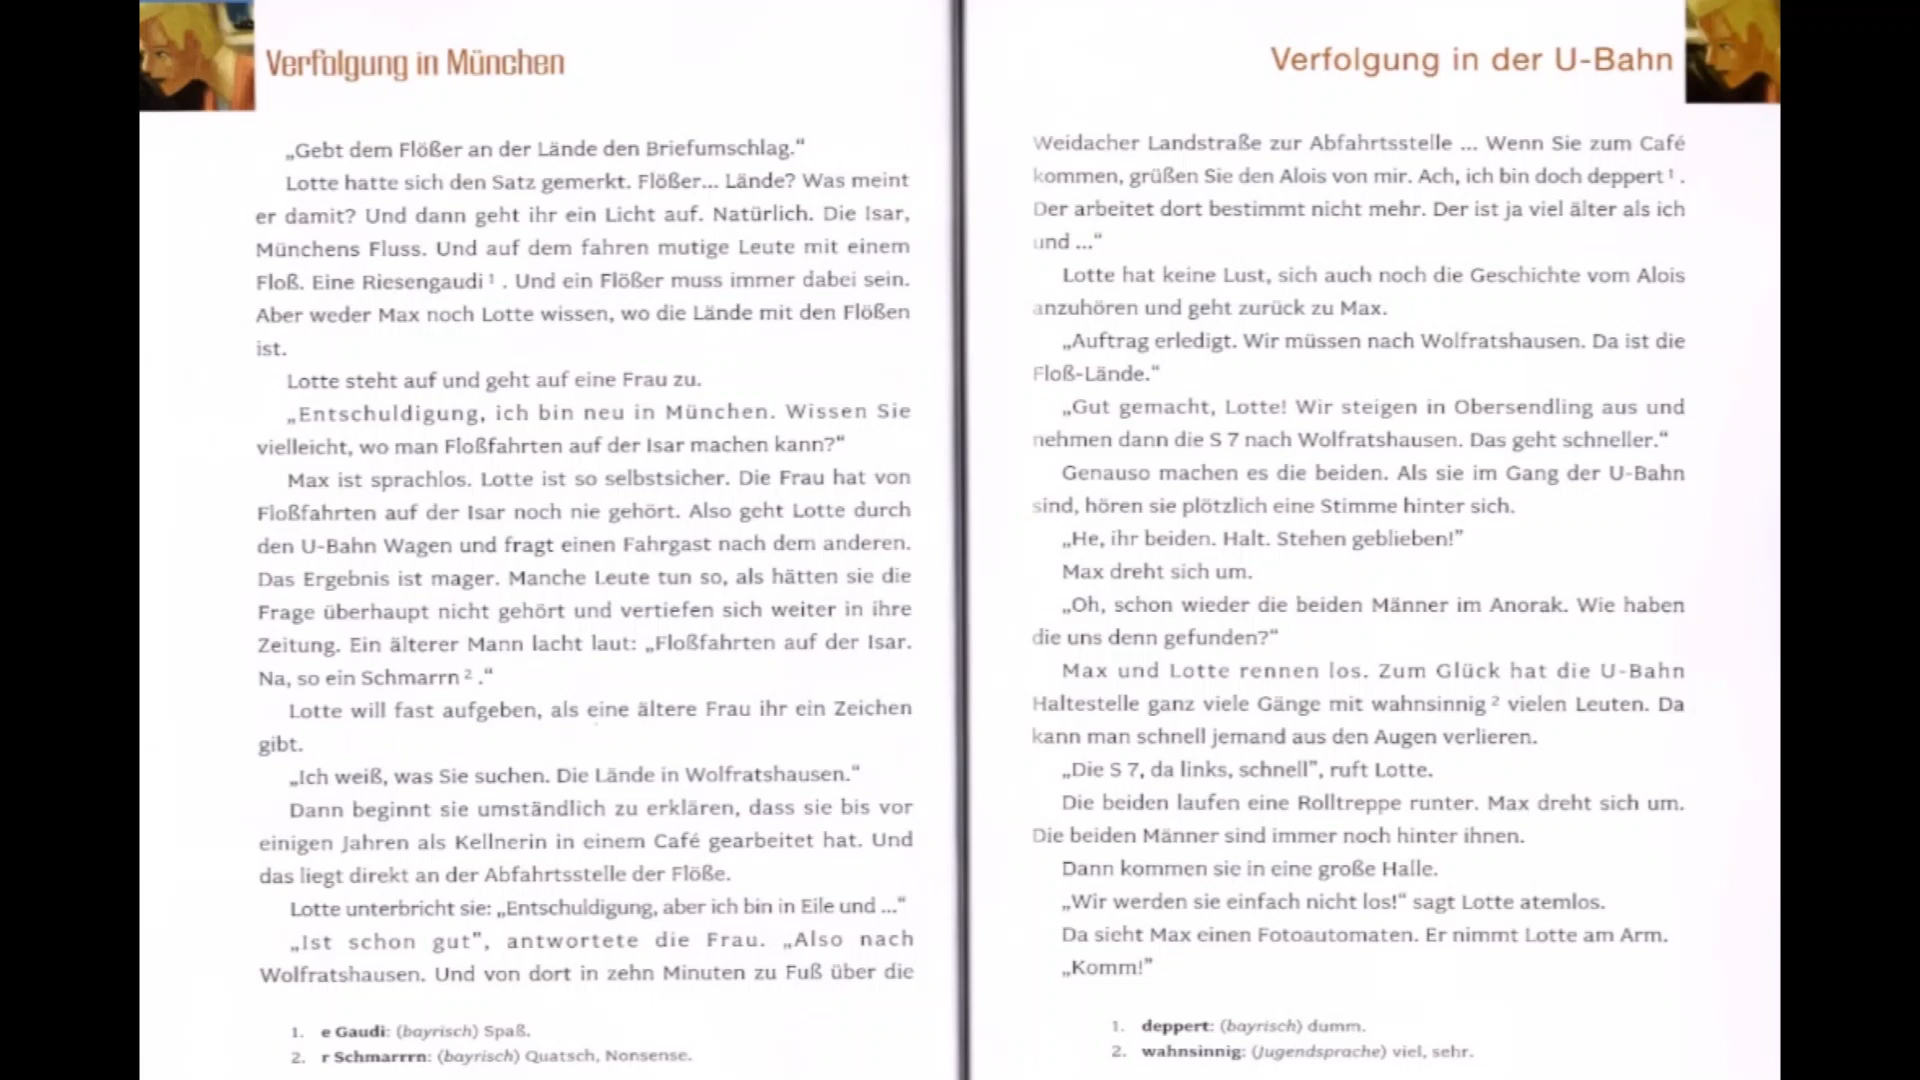 Verfolgung in München
„Gebt dem Flößer an der Lände den Briefumschlag.“
Lotte hatte sich den Satz gemerkt. Flößer... Lände? Was meint
er damit? Und dann geht ihr ein Licht auf. Natürlich. Die Isar,
Münchens Fluss. Und auf dem fahren mutige Leute mit einem
Floß. Eine Riesengaudi ¹ . Und ein Flößer muss immer dabei sein.
Aber weder Max noch Lotte wissen, wo die Lände mit den Flößen
ist.
Lotte steht auf und geht auf eine Frau zu.
„Entschuldigung, ich bin neu in München. Wissen Sie
vielleicht, wo man Floßfahrten auf der Isar machen kann?“
Max ist sprachlos. Lotte ist so selbstsicher. Die Frau hat von
Floßfahrten auf der Isar noch nie gehört. Also geht Lotte durch
den U-Bahn Wagen und fragt einen Fahrgast nach dem anderen.
Das Ergebnis ist mager. Manche Leute tun so, als hätten sie die
Frage überhaupt nicht gehört und vertiefen sich weiter in ihre
Zeitung. Ein älterer Mann lacht laut: „Floßfahrten auf der Isar.
Na, so ein Schmarrn ² .“
Lotte will fast aufgeben, als eine ältere Frau ihr ein Zeichen
gibt.
„Ich weiß, was Sie suchen. Die Lände in Wolfratshausen.“
Dann beginnt sie umständlich zu erklären, dass sie bis vor
einigen Jahren als Kellnerin in einem Café gearbeitet hat. Und
das liegt direkt an der Abfahrtsstelle der Flöße.
Lotte unterbricht sie: „Entschuldigung, aber ich bin in Eile und ...“
„Ist schon gut”, antwortete die Frau. „Also nach
Wolfratshausen. Und von dort in zehn Minuten zu Fuß über die
1. e Gaudi: (bayrisch) Spaß.
2. r Schmarrrn: (bayrisch) Quatsch, Nonsense.
Verfolgung in der U-Bahn
Weidacher Landstraße zur Abfahrtsstelle ... Wenn Sie zum Café
kommen, grüßen Sie den Alois von mir. Ach, ich bin doch deppert ¹ .
Der arbeitet dort bestimmt nicht mehr. Der ist ja viel älter als ich
und ...“
Lotte hat keine Lust, sich auch noch die Geschichte vom Alois
anzuhören und geht zurück zu Max.
„Auftrag erledigt. Wir müssen nach Wolfratshausen. Da ist die
Floß-Lände.“
„Gut gemacht, Lotte! Wir steigen in Obersendling aus und
nehmen dann die S 7 nach Wolfratshausen. Das geht schneller.“
Genauso machen es die beiden. Als sie im Gang der U-Bahn
sind, hören sie plötzlich eine Stimme hinter sich.
„He, ihr beiden. Halt. Stehen geblieben!”
Max dreht sich um.
„Oh, schon wieder die beiden Männer im Anorak. Wie haben
die uns denn gefunden?“
Max und Lotte rennen los. Zum Glück hat die U-Bahn
Haltestelle ganz viele Gänge mit wahnsinnig ² vielen Leuten. Da
kann man schnell jemand aus den Augen verlieren.
„Die S 7, da links, schnell”, ruft Lotte.
Die beiden laufen eine Rolltreppe runter. Max dreht sich um.
Die beiden Männer sind immer noch hinter ihnen.
Dann kommen sie in eine große Halle.
„Wir werden sie einfach nicht los!“ sagt Lotte atemlos.
Da sieht Max einen Fotoautomaten. Er nimmt Lotte am Arm.
„Komm!”
1. deppert: (bayrisch) dumm.
2. wahnsinnig: (Jugendsprache) viel, sehr.